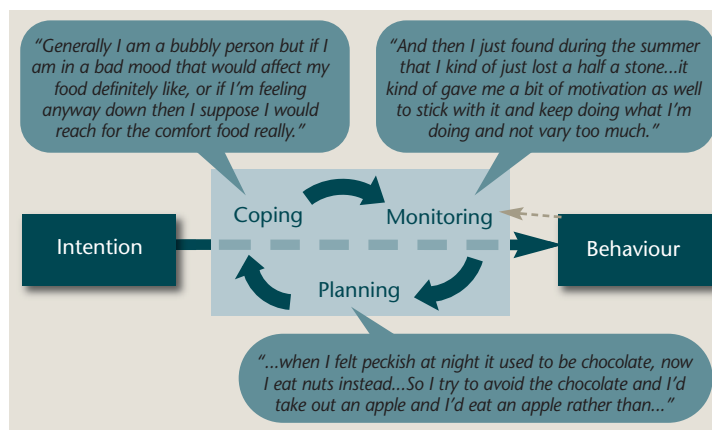 “Generally I am a bubbly person but if I
am in a bad mood that would affect my
food definitely like, or if I’m feeling
anyway down then I suppose I would
reach for the comfort food really.”
“And then I just found during the summer
that I kind of just lost a half a stone...it
kind of gave me a bit of motivation as well
to stick with it and keep doing what I’m
doing and not vary too much.”
Coping
Monitoring
Intention
Behaviour
Planning
“...when I felt peckish at night it used to be chocolate, now
I eat nuts instead...So I try to avoid the chocolate and I’d
take out an apple and I’d eat an apple rather than...”